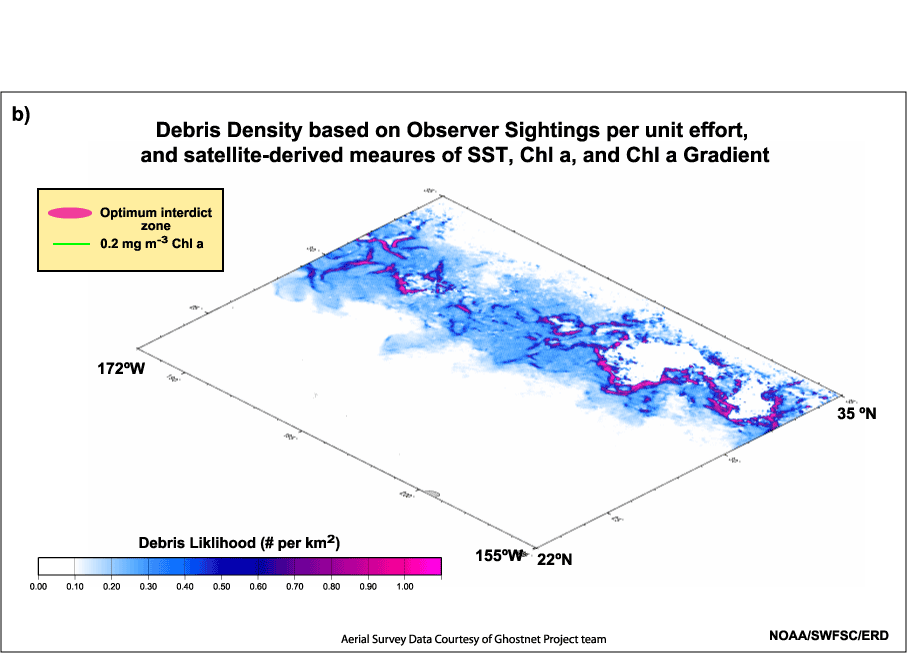 b)
Debris Density based on Observer Sightings per unit effort,
and satellite-derived meaures of SST, Chl a, and Chl a Gradient
Optimum interdict
zone
0.2 mg m-3 Chl a
172ºW
35 ºN
155ºW
22ºN
Debris Liklihood (# per km2)
0.00 0.10 0.20 0.30 0.40 0.50 0.60 0.70 0.80 0.90 1.00
Aerial Survey Data Courtesy of Ghostnet Project team
NOAA/SWFSC/ERD